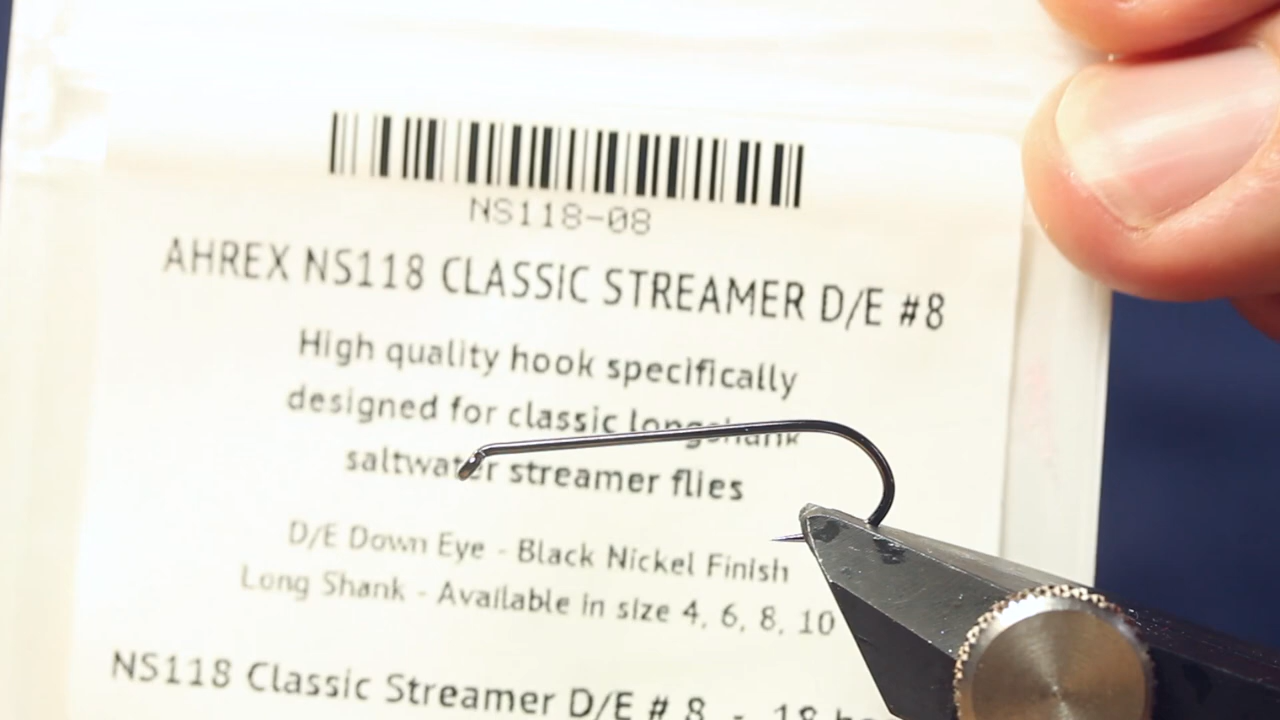 NS118-08
AHREX NS118 CLASSIC STREAMER D/E #8
High quality hook specifically
designed for classic longshank
saltwater streamer flies
D/E Down Eye - Black Nickel Finish
Long Shank - Available in size 4, 6, 8, 10
NS118 Classic Streamer D/E # 8 - 18